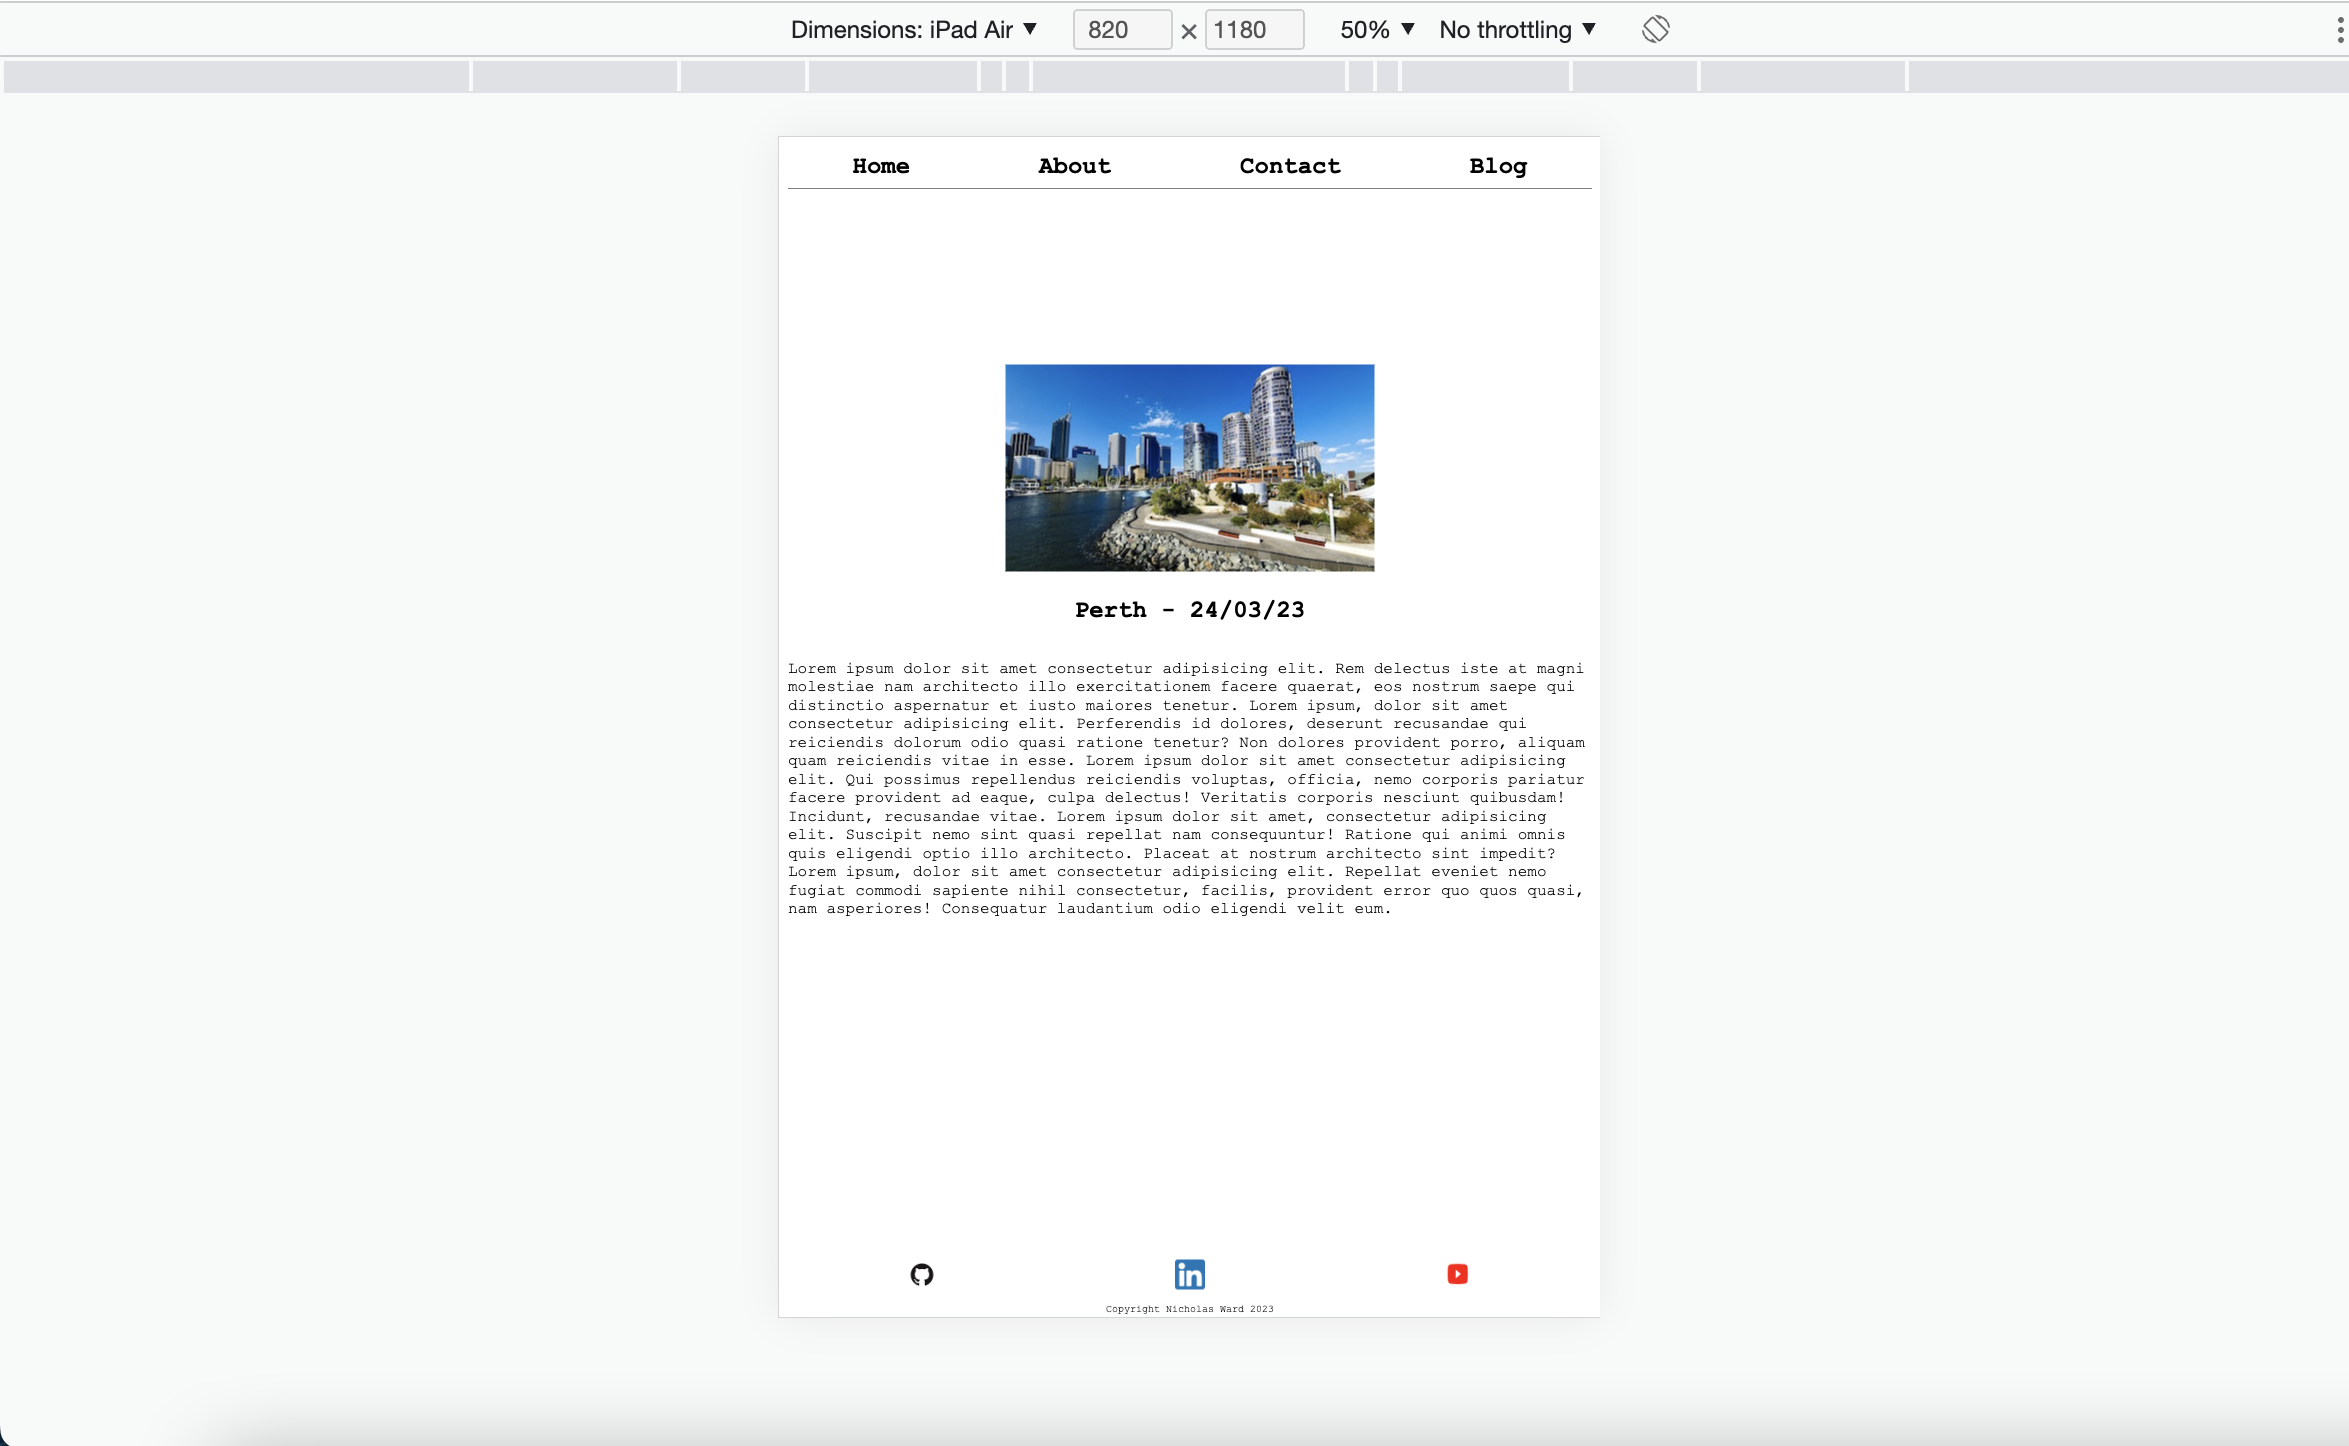 Dimensions: iPad Air ▼ 820 × 1180 50% ▼ No throttling ▼
Home About Contact Blog
Perth - 24/03/23
Lorem ipsum dolor sit amet consectetur adipisicing elit. Rem delectus iste at magni
molestiae nam architecto illo exercitationem facere quaerat, eos nostrum saepe qui
distinctio aspernatur et iusto maiores tenetur. Lorem ipsum, dolor sit amet
consectetur adipisicing elit. Perferendis id dolores, deserunt recusandae qui
reiciendis dolorum odio quasi ratione tenetur? Non dolores provident porro, aliquam
quam reiciendis vitae in esse. Lorem ipsum dolor sit amet consectetur adipisicing
elit. Qui possimus repellendus reiciendis voluptas, officia, nemo corporis pariatur
facere provident ad eaque, culpa delectus! Veritatis corporis nesciunt quibusdam!
Incidunt, recusandae vitae. Lorem ipsum dolor sit amet, consectetur adipisicing
elit. Suscipit nemo sint quasi repellat nam consequuntur! Ratione qui animi omnis
quis eligendi optio illo architecto. Placeat at nostrum architecto sint impedit?
Lorem ipsum, dolor sit amet consectetur adipisicing elit. Repellat eveniet nemo
fugiat commodi sapiente nihil consectetur, facilis, provident error quo quos quasi,
nam asperiores! Consequatur laudantium odio eligendi velit eum.
in
Copyright Nicholas Ward 2023